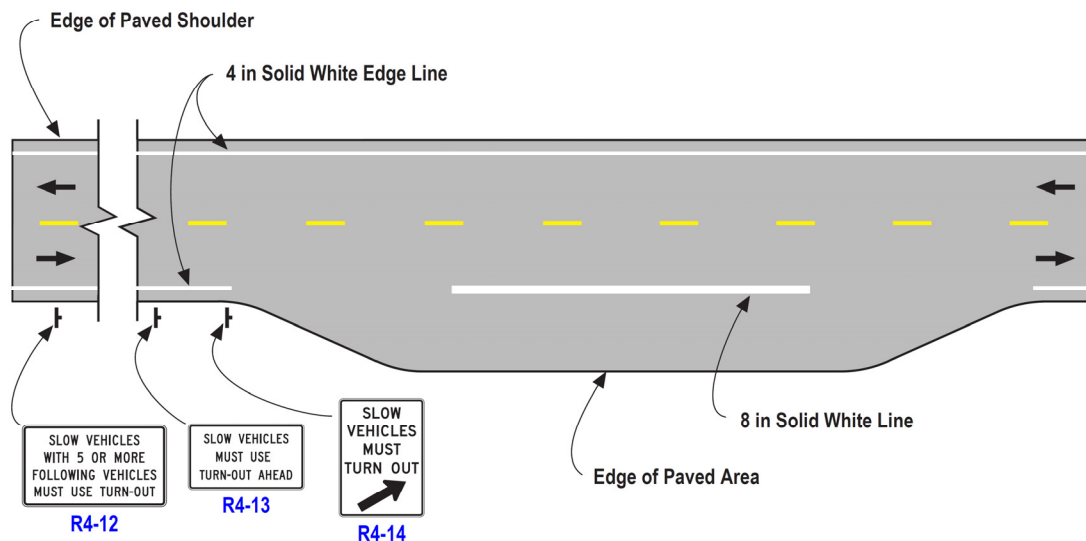 Edge of Paved Shoulder
4 in Solid White Edge Line
8 in Solid White Line
Edge of Paved Area
SLOW VEHICLES
WITH 5 OR MORE
FOLLOWING VEHICLES
MUST USE TURN-OUT
R4-12
SLOW VEHICLES
MUST USE
TURN-OUT AHEAD
R4-13
SLOW
VEHICLES
MUST
TURN OUT
R4-14